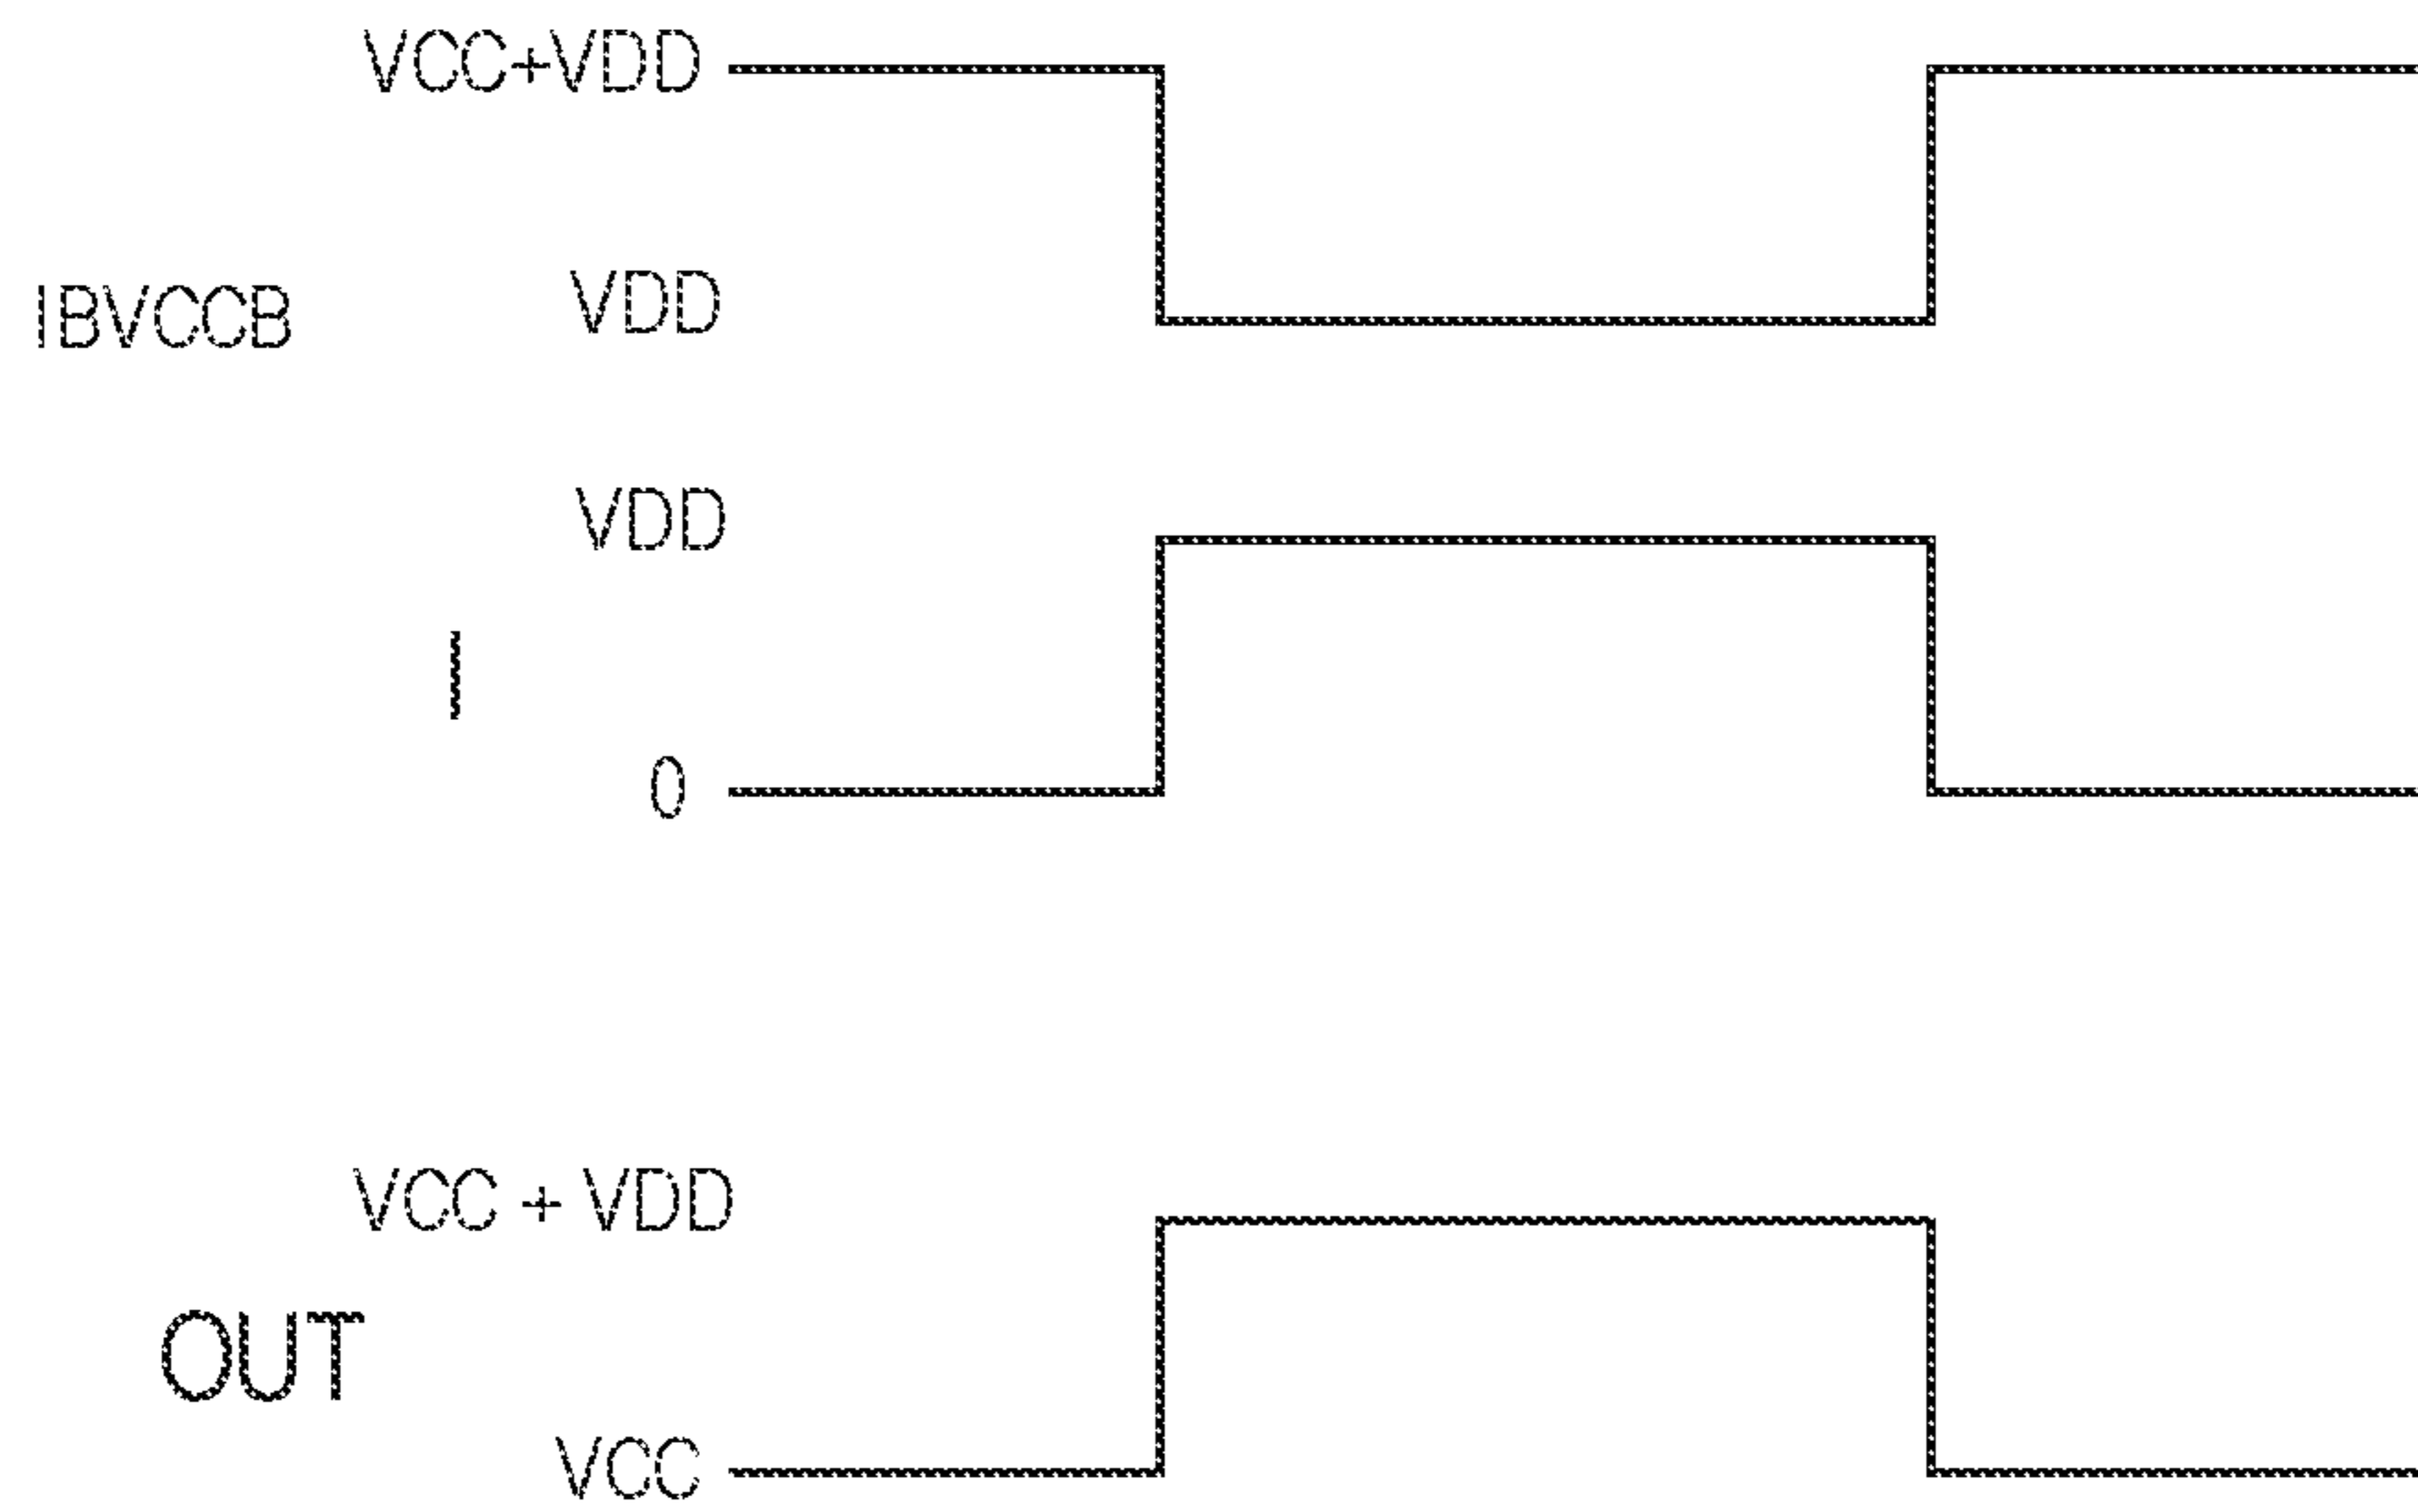 VCC+VDD
IBVCCB
VDD
VDD
I
0
VCC + VDD
OUT
VCC